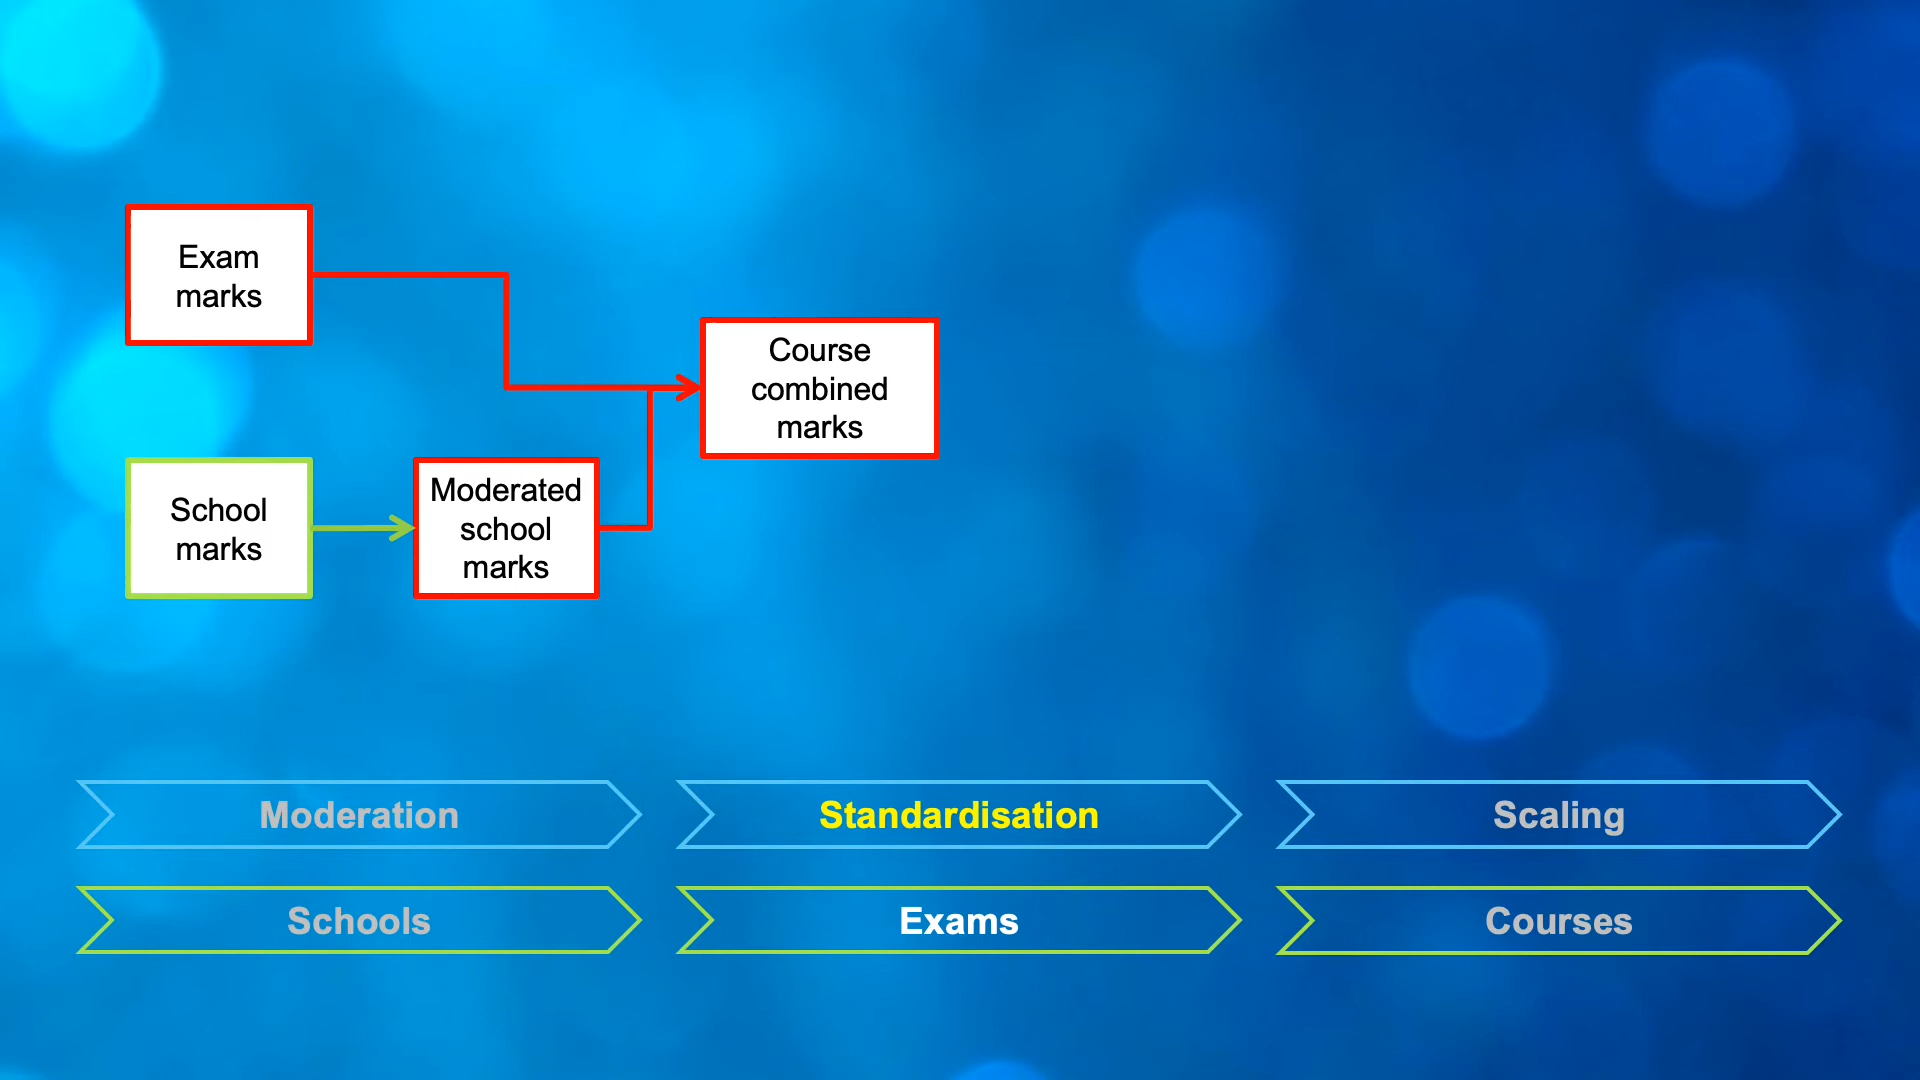 Exam
marks
Course
combined
marks
School
marks
Moderated
school
marks
Moderation
Standardisation
Scaling
Schools
Exams
Courses